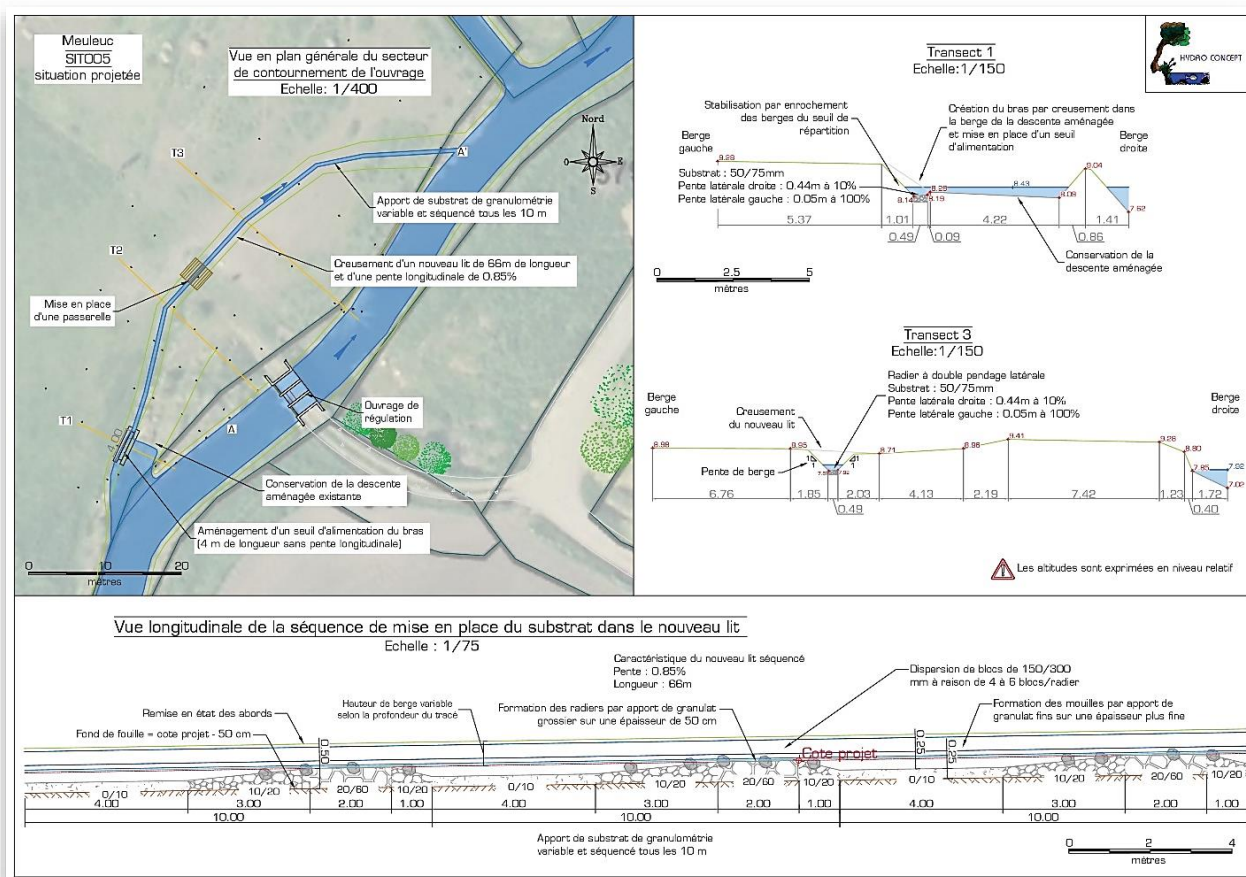 Meuleuc
SIT005
situation projetée
Vue en plan générale du secteur
de contournement de l'ouvrage
Echelle: 1/400
Nord
O
E
S
T3
A'
Apport de substrat de granulométrie
variable et séquencé tous les 10 m
T2
Creusement d'un nouveau lit de 66m de longueur
et d'une pente longitudinale de 0.85%
Mise en place
d'une passerelle
Ouvrage de
régulation
T1
4.00
A
Conservation de la descente
aménagée existante
Aménagement d'un seuil d'alimentation du bras
(4 m de longueur sans pente longitudinale)
0 10 20
mètres
HYDRO CONCEPT
Transect 1
Echelle:1/150
Stabilisation par enrochement
des berges du seuil de
répartition
Création du bras par creusement dans
la berge de la descente aménagée
et mise en place d'un seuil
d'alimentation
Berge
gauche
Berge
droite
9.04
Substrat : 50/75mm
Pente latérale droite : 0.44m à 10%
Pente latérale gauche : 0.05m à 100%
8.43
8.14
8.19
7.62
5.37 1.01 4.22 1.41
0.49 0.09 0.86
Conservation de la
descente aménagée
0 2.5 5
mètres
Transect 3
Echelle:1/150
Radier à double pendage latérale
Substrat : 50/75mm
Pente latérale droite : 0.44m à 10%
Pente latérale gauche : 0.05m à 100%
Berge
gauche
Creusement
du nouveau lit
Berge
droite
8.71
9.41
Pente de berge
7.85
7.92
7.02
6.76 1.85 2.03 4.13 2.19 7.42 1.23 1.72
0.49 0.40
Les altitudes sont exprimées en niveau relatif
Vue longitudinale de la séquence de mise en place du substrat dans le nouveau lit
Echelle : 1/75
Caractéristique du nouveau lit séquencé
Pente : 0.85%
Longueur : 66m
Dispersion de blocs de 150/300
mm à raison de 4 à 6 blocs/radier
Remise en état des abords
Hauteur de berge variable
selon la profondeur du tracé
Formation des radiers par apport de granulat
grossier sur une épaisseur de 50 cm
Formation des mouilles par apport de
granulat fins sur une épaisseur plus fine
Fond de fouille = cote projet - 50 cm
0.50
Cote projet
0.25
0.25
0/10 10/20 20/60 10/20 0/10 10/20 20/60 10/20 0/10 10/20 20/60 10/20
4.00 3.00 2.00 1.00 4.00 3.00 2.00 1.00 4.00 3.00 2.00 1.00
10.00 10.00 10.00
Apport de substrat de granulométrie
variable et séquencé tous les 10 m
0 2 4
mètres